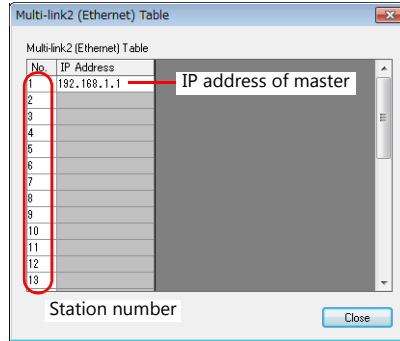 Multi-link2 (Ethernet) Table
Multi-link2 (Ethernet) Table
No. IP Address
1 192.168.1.1 IP address of master
2
3
4
5
6
7
8
9
10
11
12
13
Station number
Close